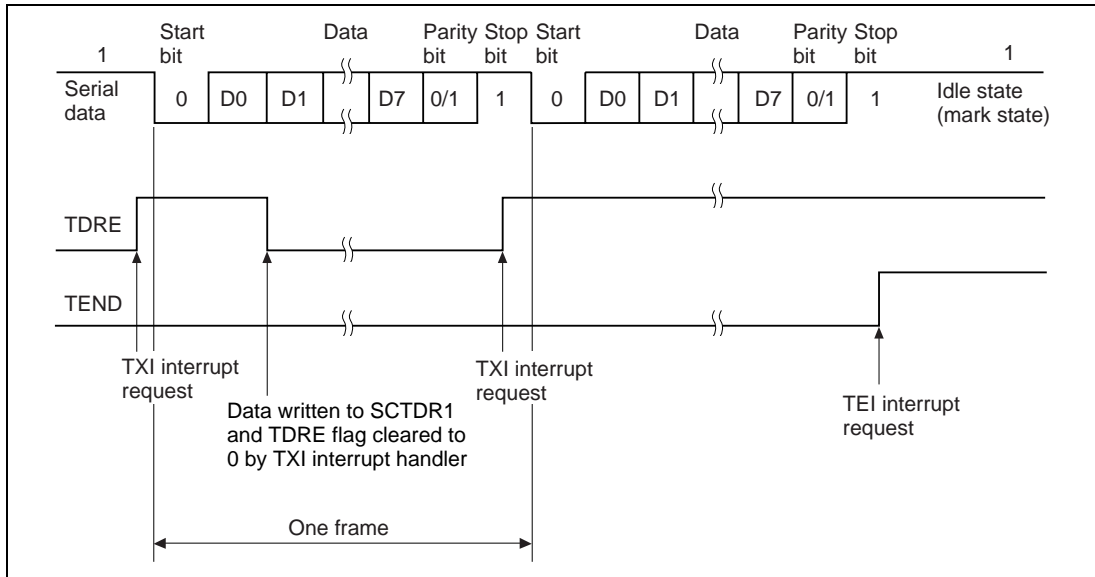 Start
bit
Data
Parity
bit
Stop
bit
Start
bit
Data
Parity
bit
Stop
bit
1
1
Serial
data
0 D0 D1 D7 0/1 1 0 D0 D1 D7 0/1 1
Idle state
(mark state)
TDRE
TEND
TXI interrupt
request
Data written to SCTDR1
and TDRE flag cleared to
0 by TXI interrupt handler
TXI interrupt
request
TEI interrupt
request
One frame